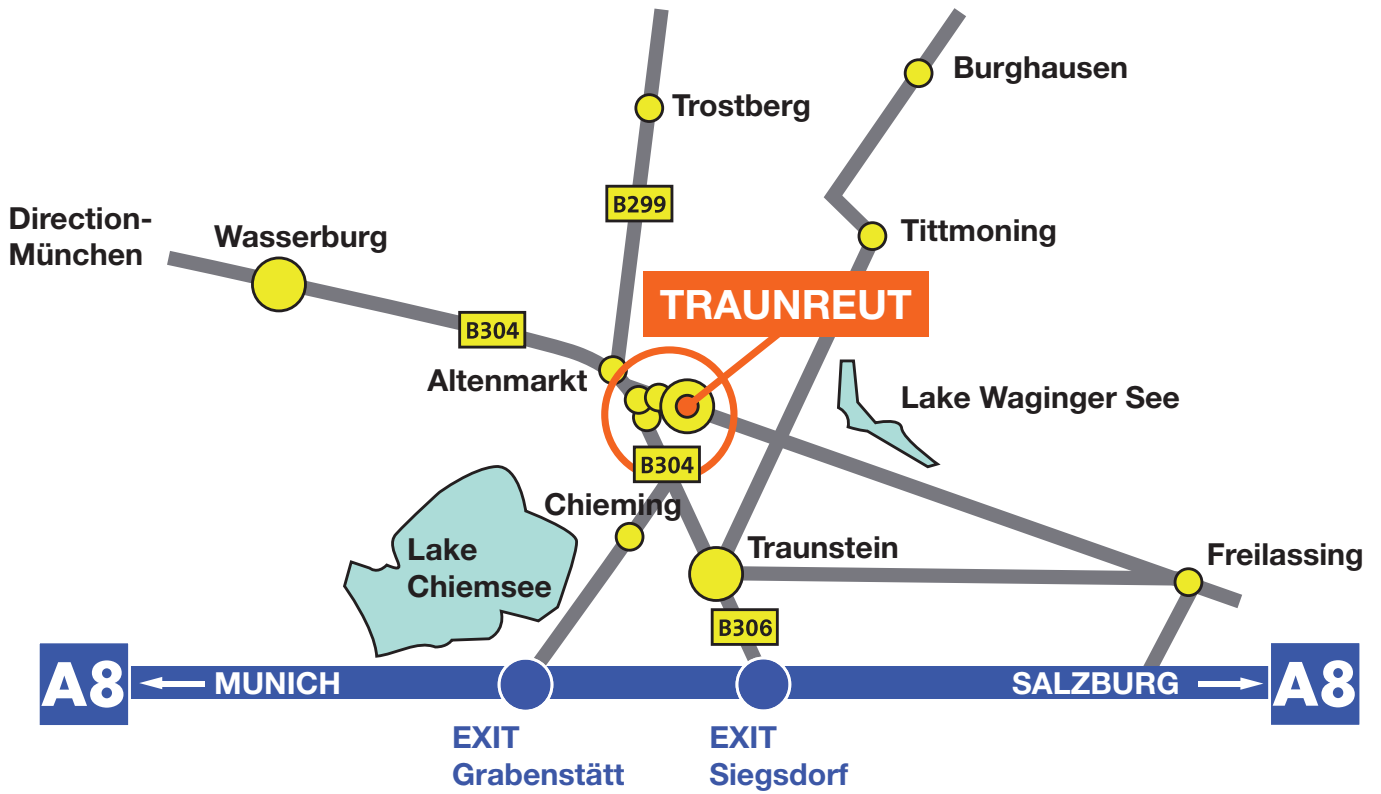 Burghausen
Trostberg
B299
Direction-
München
Wasserburg
Tittmoning
TRAUNREUT
B304
Altenmarkt
Lake Waginger See
B304
Chieming
Lake
Chiemsee
Traunstein
Freilassing
B306
A8
MUNICH
SALZBURG
A8
EXIT
Grabenstätt
EXIT
Siegsdorf